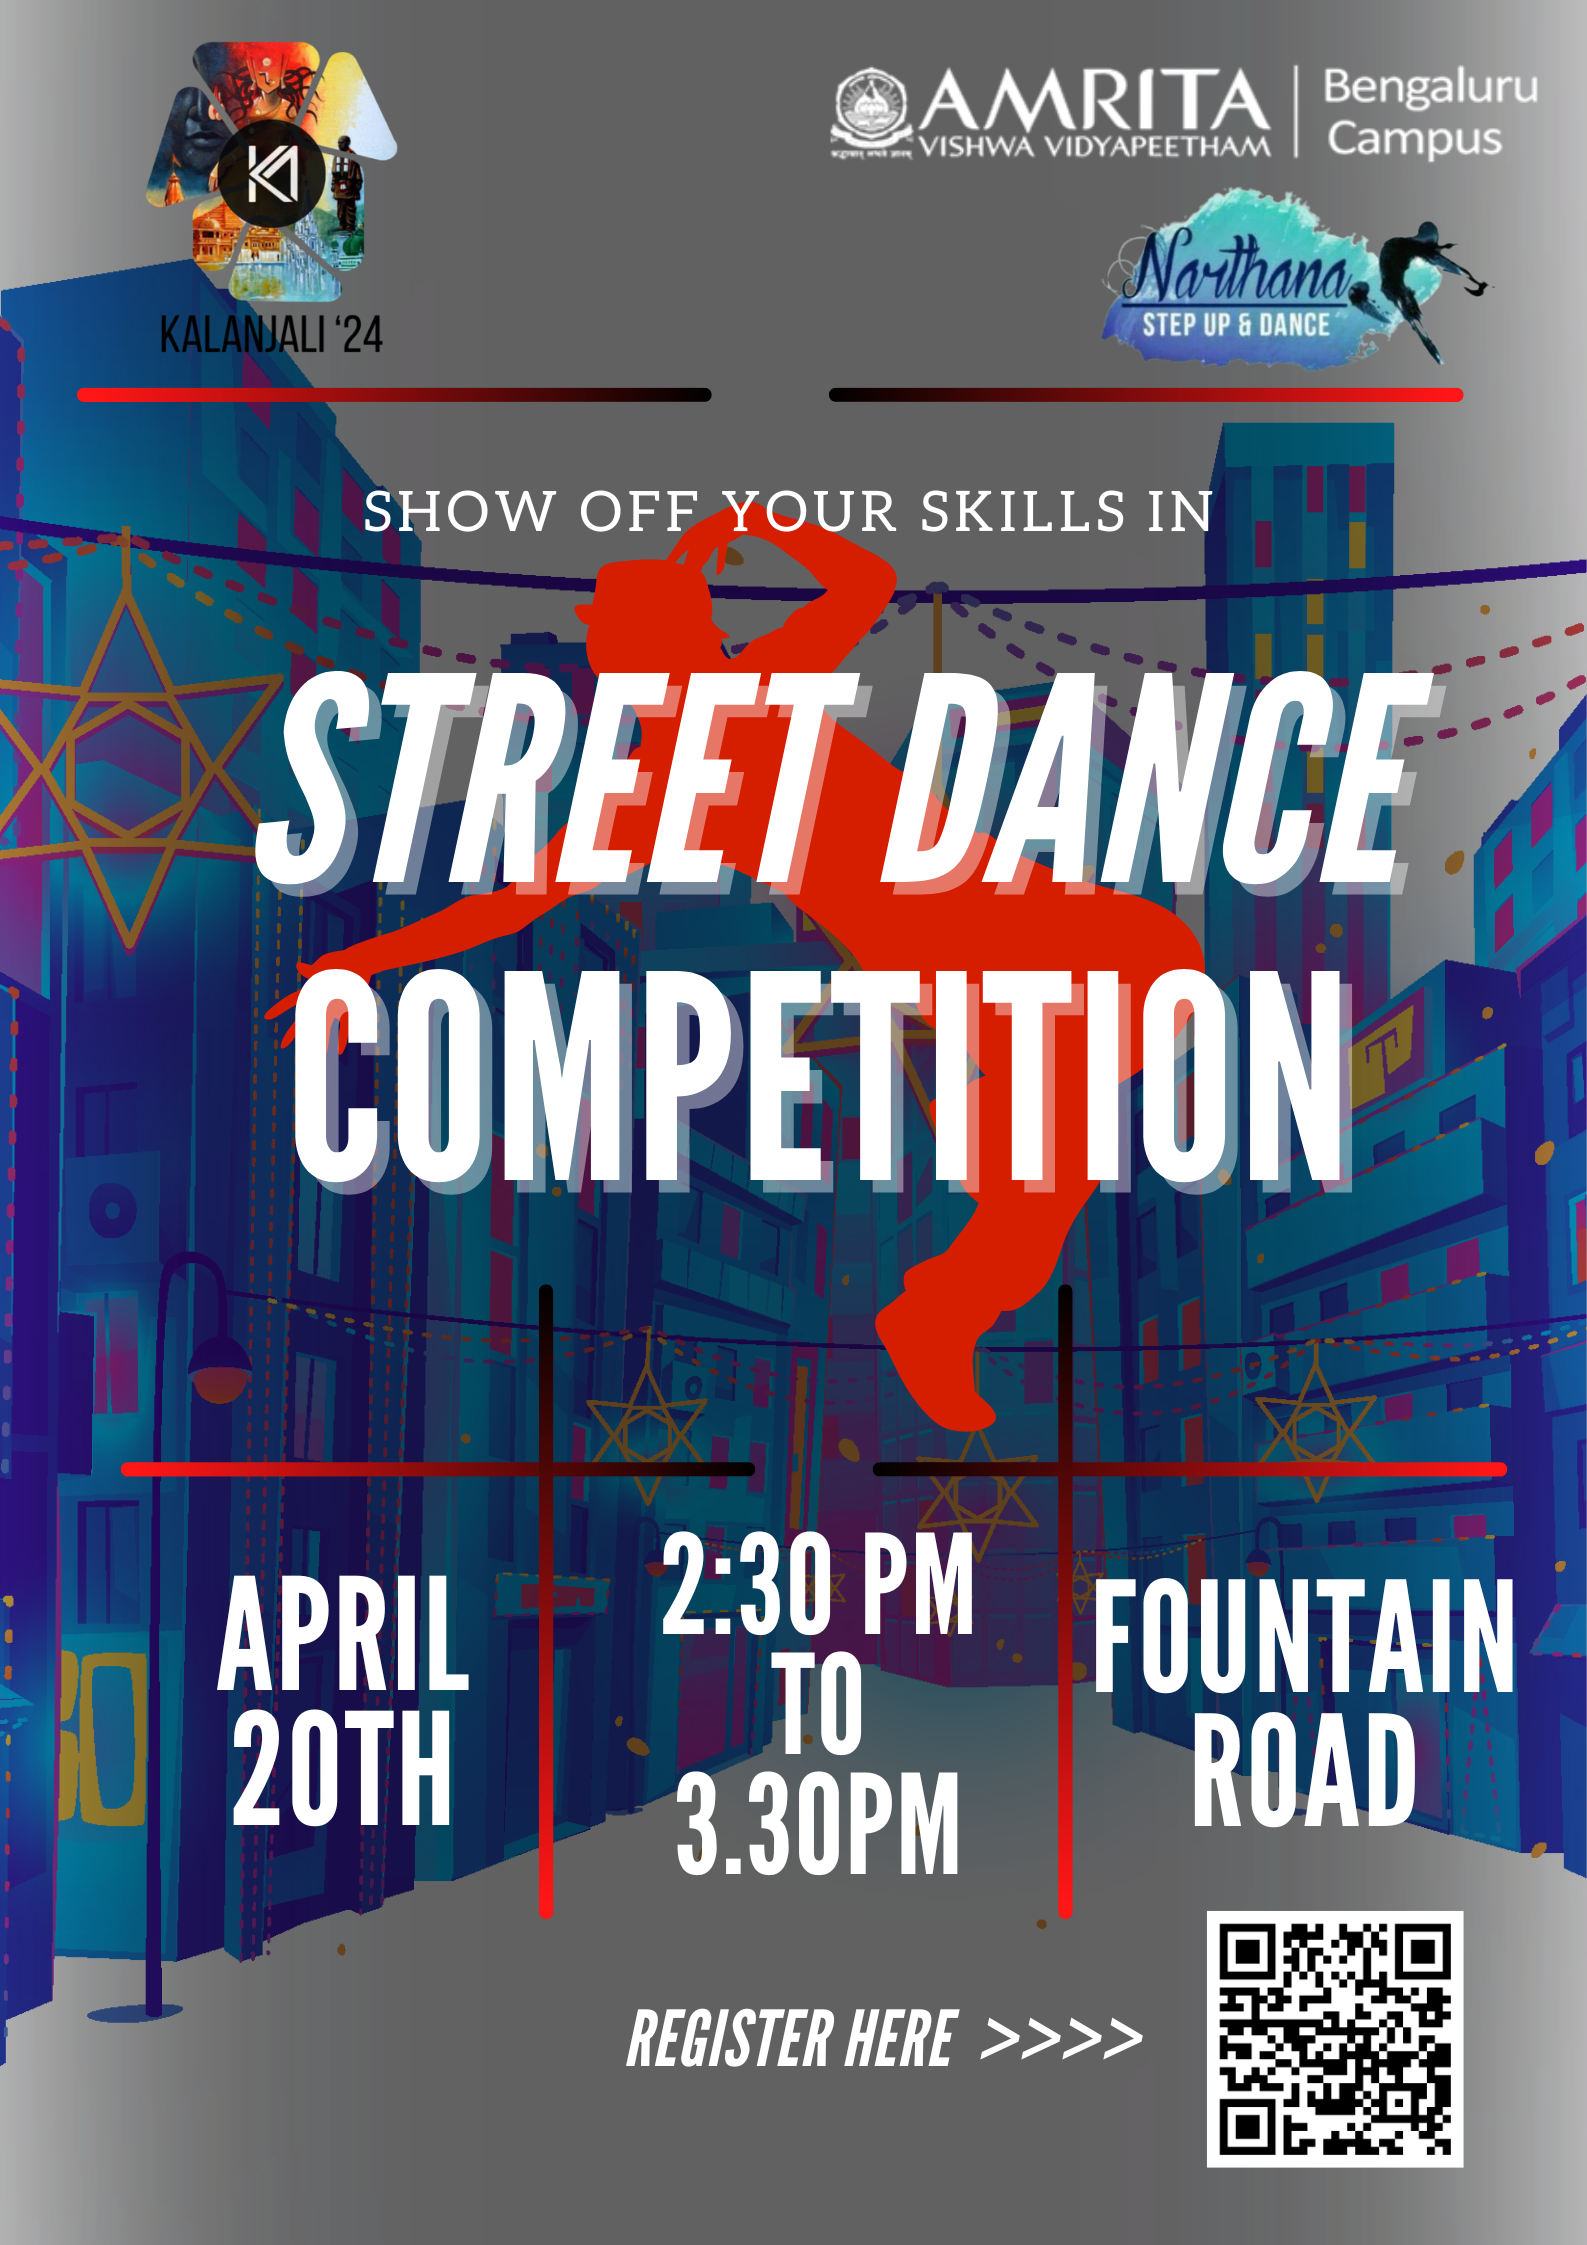 KALANJALI ‘24
AMRITA
VISHWA VIDYAPEETHAM
Bengaluru
Campus
Narthana
STEP UP & DANCE
SHOW OFF YOUR SKILLS IN
STREET DANCE
COMPETITION
APRIL
20TH
2:30 PM
TO
3.30PM
FOUNTAIN
ROAD
REGISTER HERE >>>>